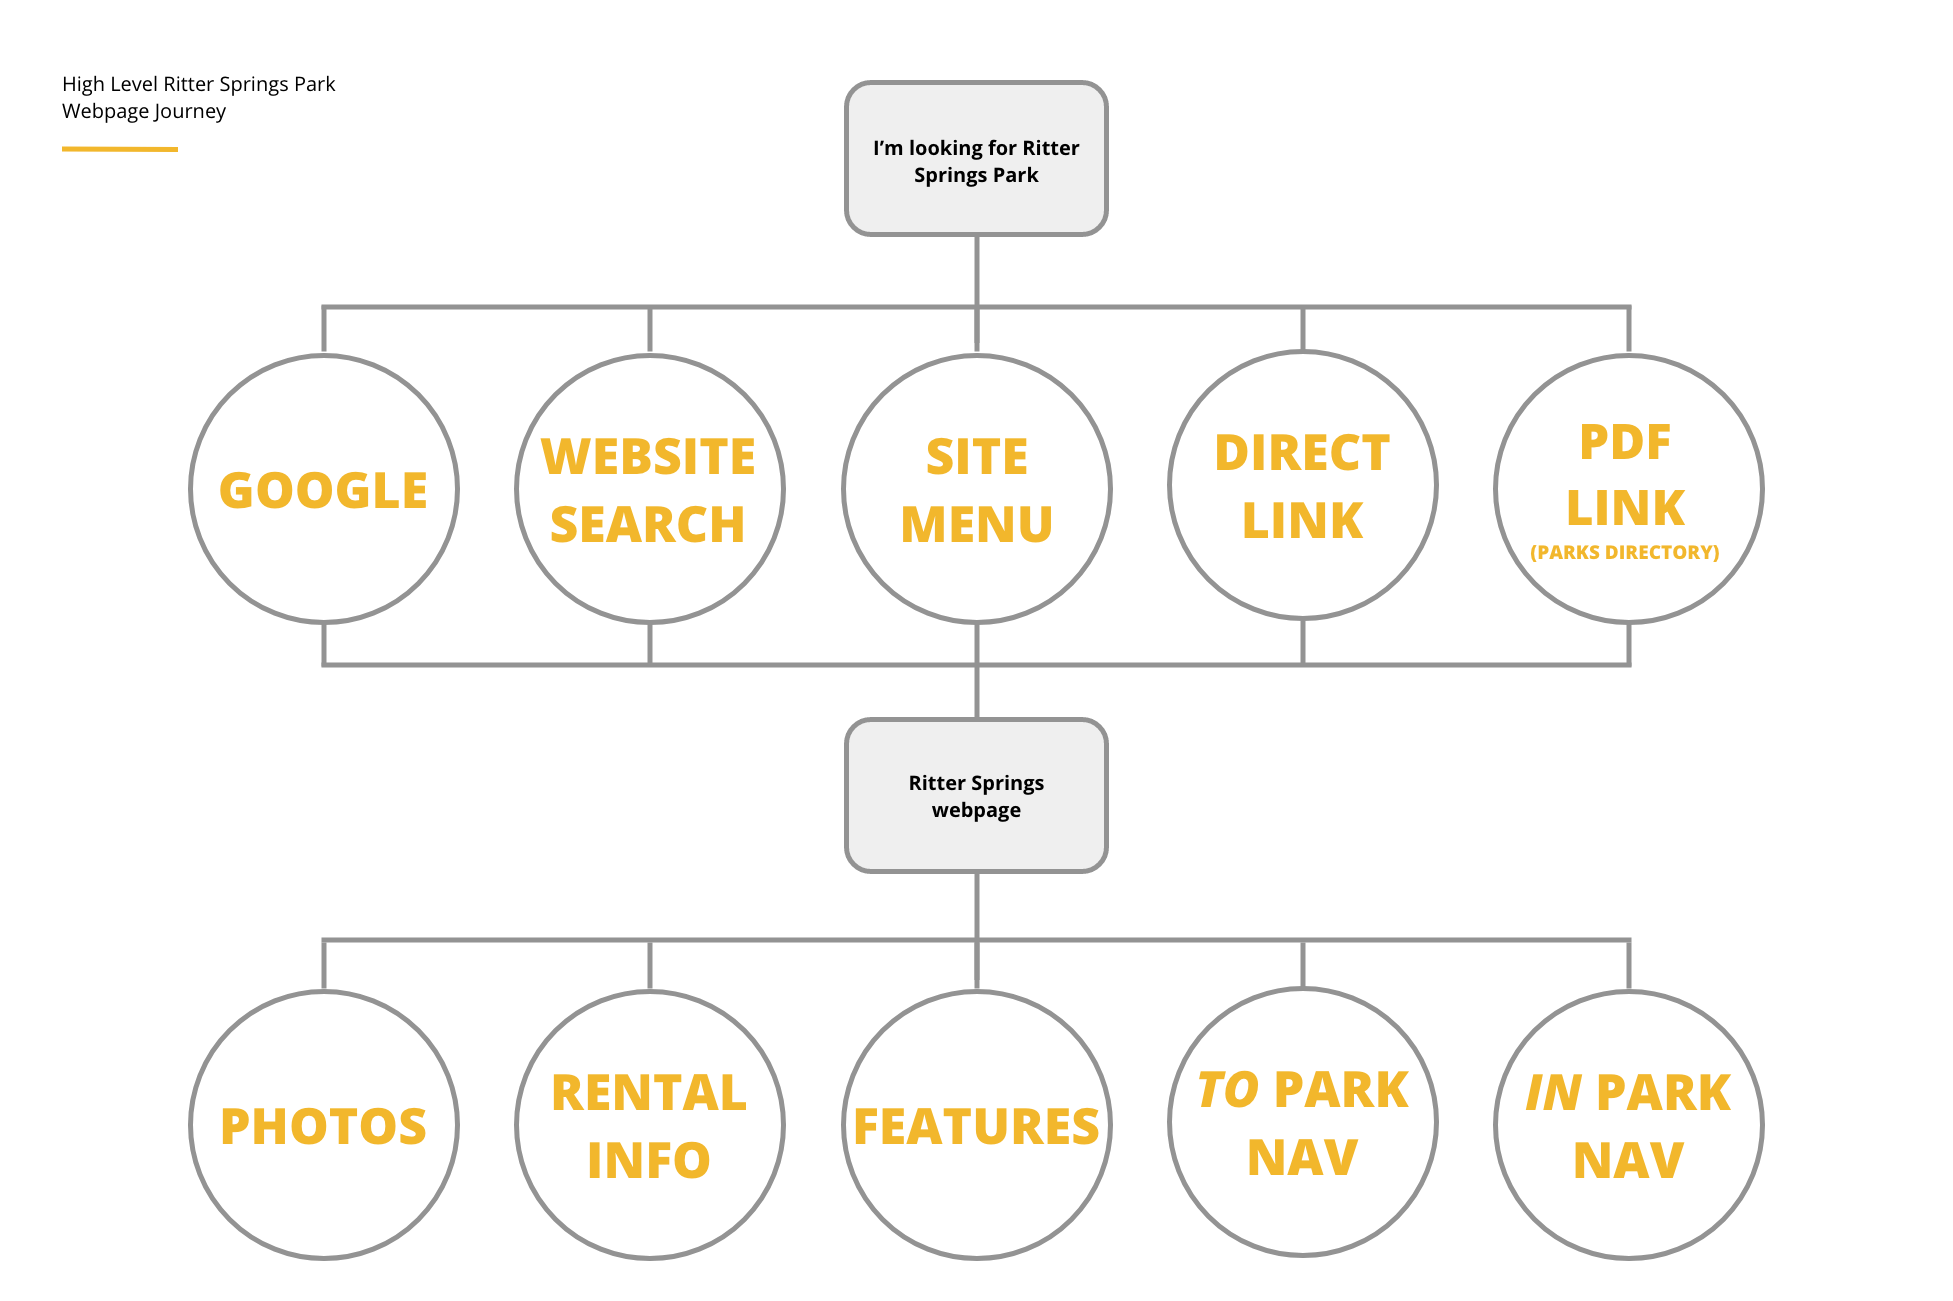 High Level Ritter Springs Park
Webpage Journey
I’m looking for Ritter
Springs Park
GOOGLE
WEBSITE
SEARCH
SITE
MENU
DIRECT
LINK
PDF
LINK
(PARKS DIRECTORY)
Ritter Springs
webpage
PHOTOS
RENTAL
INFO
FEATURES
TO PARK
NAV
IN PARK
NAV